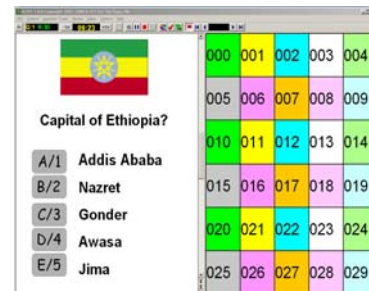 Capital of Ethiopia?
A/1 Addis Ababa
B/2 Nazret
C/3 Gonder
D/4 Awasa
E/5 Jima
000 001 002 003 004
005 006 007 008 009
010 011 012 013 014
015 016 017 018 019
020 021 022 023 024
025 026 027 028 029